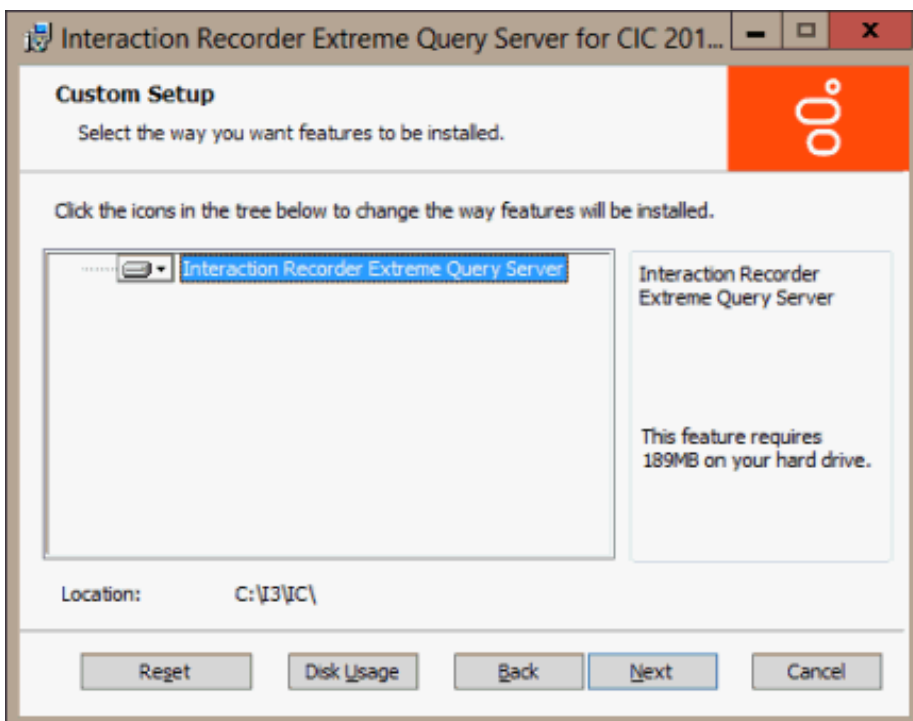 Interaction Recorder Extreme Query Server for CIC 201...
Custom Setup
Select the way you want features to be installed.
Click the icons in the tree below to change the way features will be installed.
Interaction Recorder Extreme Query Server
Interaction Recorder
Extreme Query Server
This feature requires
189MB on your hard drive.
Location: C:\I3\IC\
Reset Disk Usage Back Next Cancel